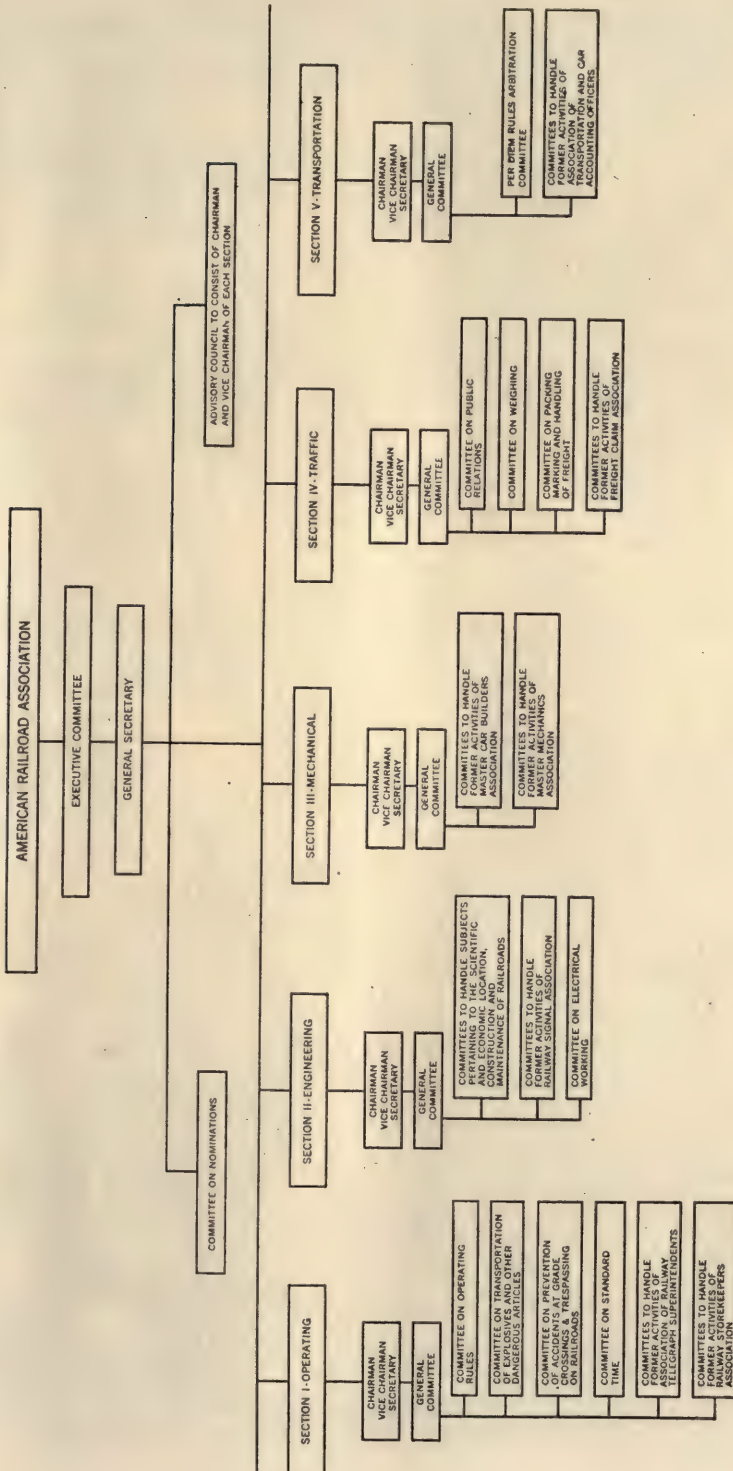 AMERICAN RAILROAD ASSOCIATION
EXECUTIVE COMMITTEE
GENERAL SECRETARY
COMMITTEE ON NOMINATIONS
ADVISORY COUNCIL TO CONSIST OF CHAIRMAN
AND VICE CHAIRMAN OF EACH SECTION
SECTION I-OPERATING
CHAIRMAN
VICE CHAIRMAN
SECRETARY
GENERAL
COMMITTEE
COMMITTEE ON OPERATING
RULES
COMMITTEE ON TRANSPORTATION
OF EXPLOSIVES AND OTHER
DANGEROUS ARTICLES
COMMITTEE ON PREVENTION
OF ACCIDENTS AT GRADE
CROSSINGS & TRESPASSING
ON RAILROADS
COMMITTEE ON STANDARD
TIME
COMMITTEES TO HANDLE
FORMER ACTIVITIES OF
ASSOCIATION OF RAILWAY
TELEGRAPH SUPERINTENDENTS
COMMITTEES TO HANDLE
FORMER ACTIVITIES OF
RAILWAY STOREKEEPERS
ASSOCIATION
SECTION II-ENGINEERING
CHAIRMAN
VICE CHAIRMAN
SECRETARY
GENERAL
COMMITTEE
COMMITTEES TO HANDLE SUBJECTS
PERTAINING TO THE SCIENTIFIC
AND ECONOMIC LOCATION,
CONSTRUCTION AND
MAINTENANCE OF RAILROADS
COMMITTEES TO HANDLE
FORMER ACTIVITIES OF
RAILWAY SIGNAL ASSOCIATION
COMMITTEE ON ELECTRICAL
WORKING
SECTION III-MECHANICAL
CHAIRMAN
VICE CHAIRMAN
SECRETARY
GENERAL
COMMITTEE
COMMITTEES TO HANDLE
FORMER ACTIVITIES OF
MASTER CAR BUILDERS
ASSOCIATION
COMMITTEES TO HANDLE
FORMER ACTIVITIES OF
MASTER MECHANICS
ASSOCIATION
SECTION IV-TRAFFIC
CHAIRMAN
VICE CHAIRMAN
SECRETARY
GENERAL
COMMITTEE
COMMITTEE ON PUBLIC
RELATIONS
COMMITTEE ON WEIGHING
COMMITTEE ON PACKING
MARKING AND HANDLING
OF FREIGHT
COMMITTEES TO HANDLE
FORMER ACTIVITIES OF
FREIGHT CLAIM ASSOCIATION
SECTION V-TRANSPORTATION
CHAIRMAN
VICE CHAIRMAN
SECRETARY
GENERAL
COMMITTEE
PER DIEM RULES ARBITRATION
COMMITTEE
COMMITTEES TO HANDLE
FORMER ACTIVITIES OF
ASSOCIATION OF
TRANSPORTATION AND CAR
ACCOUNTING OFFICERS